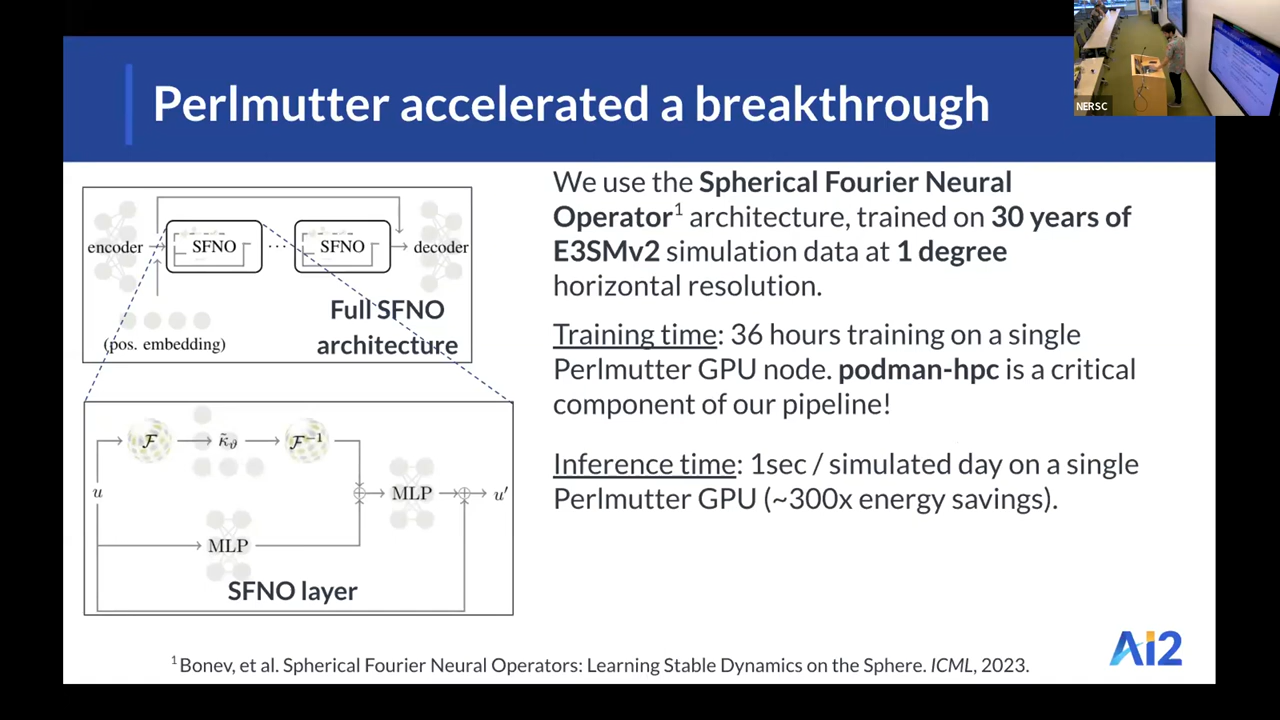 Perlmutter accelerated a breakthrough
NERSC
encoder
SFNO
...
SFNO
decoder
(pos. embedding)
Full SFNO
architecture
u
F
κ̃ϑ
F⁻¹
MLP
MLP
u′
SFNO layer
We use the Spherical Fourier Neural
Operator¹ architecture, trained on 30 years of
E3SMv2 simulation data at 1 degree
horizontal resolution.
Training time: 36 hours training on a single
Perlmutter GPU node. podman-hpc is a critical
component of our pipeline!
Inference time: 1sec / simulated day on a single
Perlmutter GPU (~300x energy savings).
¹Bonev, et al. Spherical Fourier Neural Operators: Learning Stable Dynamics on the Sphere. ICML, 2023.
Ai2